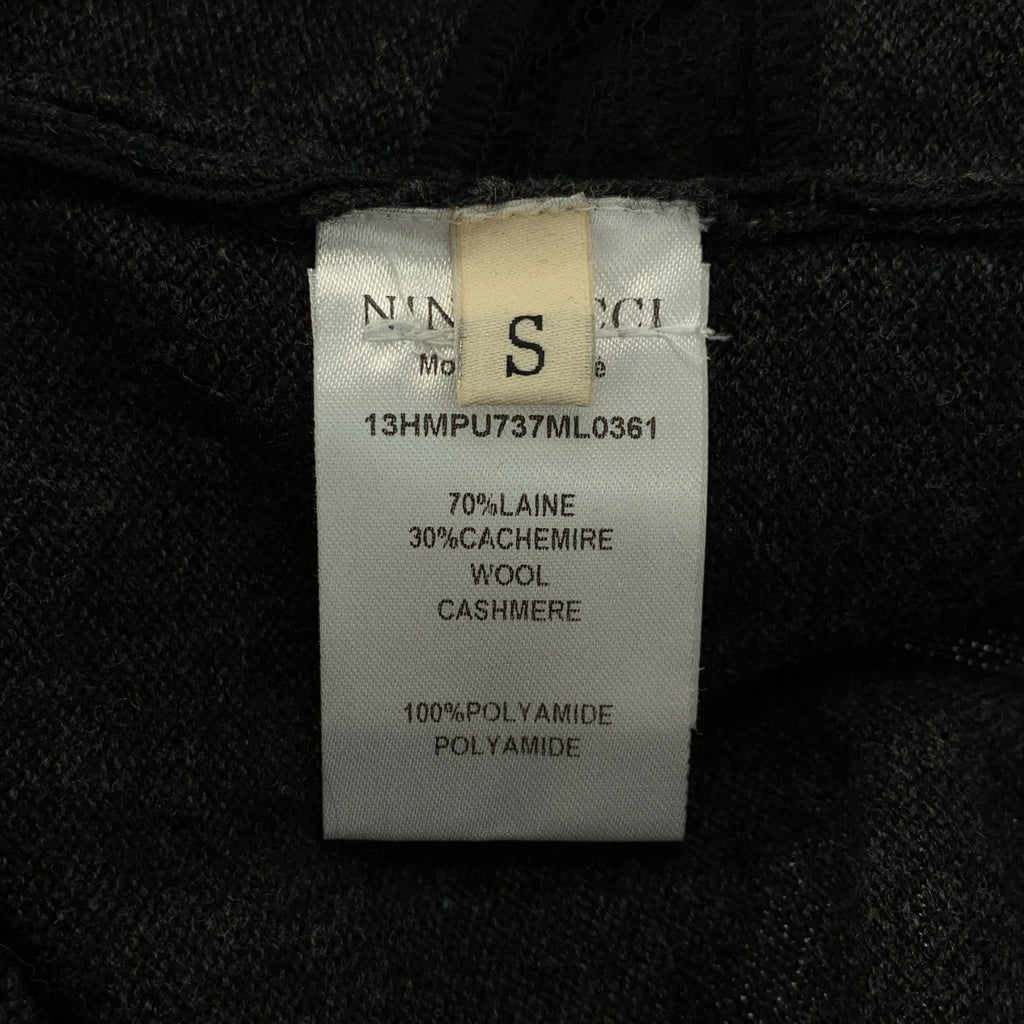 S
13HMPU737ML0361
70%LAINE
30%CACHEMIRE
WOOL
CASHMERE
100%POLYAMIDE
POLYAMIDE